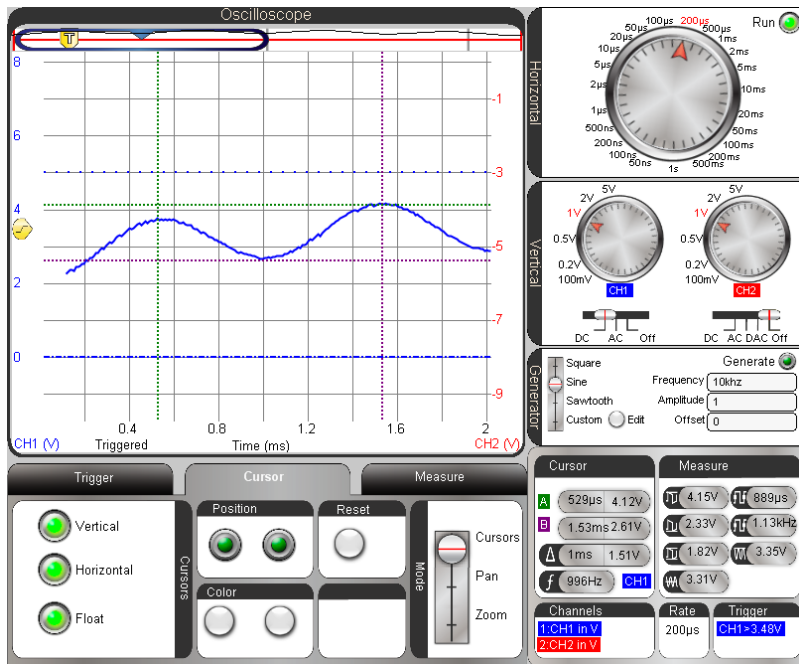 Oscilloscope
T
8
6
4
2
0
-1
-3
-5
-7
-9
0.4 0.8 1.2 1.6 2
CH1 (V) Triggered Time (ms) CH2 (V)
Horizontal
Run
50ns
100ns
200ns
500ns
1µs
2µs
5µs
10µs
20µs
50µs
100µs
200µs
500µs
1ms
2ms
5ms
10ms
20ms
50ms
100ms
200ms
500ms
1s
Vertical
5V
2V
1V
0.5V
0.2V
100mV
CH1
DC AC Off
5V
2V
1V
0.5V
0.2V
100mV
CH2
DC AC DAC Off
Generator
Square
Sine
Sawtooth
Custom Edit
Generate
Frequency 10khz
Amplitude 1
Offset 0
Trigger Cursor Measure
Cursors
Vertical
Horizontal
Float
Position
Reset
Color
Mode
Cursors
Pan
Zoom
Cursor
A 529µs 4.12V
B 1.53ms 2.61V
Δ 1ms 1.51V
f 996Hz CH1
Measure
4.15V 889µs
2.33V 1.13kHz
1.82V 3.35V
3.31V
Channels
1:CH1 in V
2:CH2 in V
Rate
200µs
Trigger
CH1>3.48V